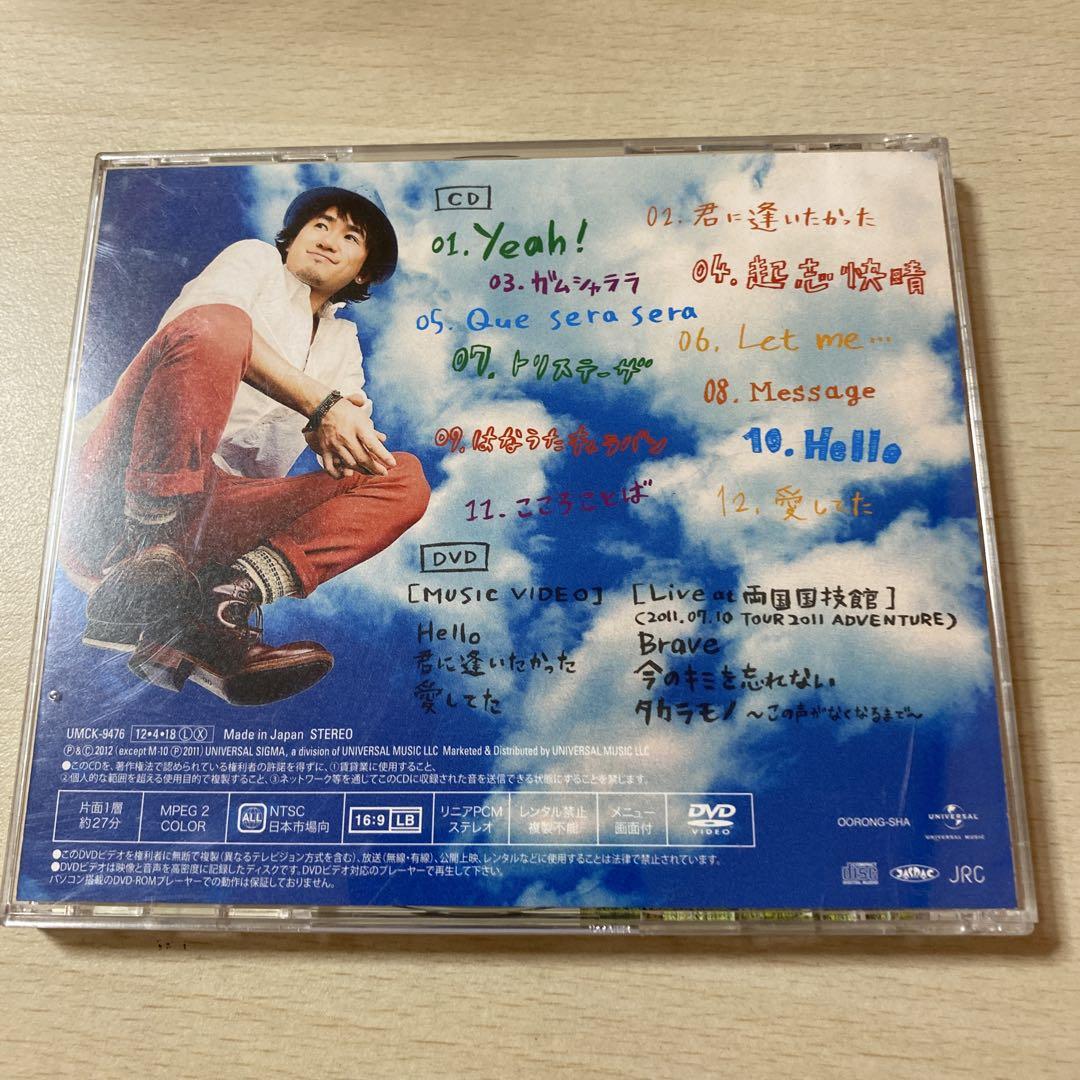 CD
01. Yeah!
02. 君に逢いたかった
03. ガムシャララ
04. 起志快晴
05. Que sera sera
06. Let me…
07. トリステーザ
08. Message
09. はなうたキャラバン
10. Hello
11. こころことば
12. 愛してた
DVD
[MUSIC VIDEO]
Hello
君に逢いたかった
愛してた
[Live at 両国国技館]
(2011.07.10 TOUR 2011 ADVENTURE)
Brave
今のキミを忘れない
タカラモノ ～この声がなくなるまで～
UMCK-9476 12・4・18 Ⓛ Ⓧ Made in Japan STEREO
Ⓟ&Ⓒ 2012 (except M-10 Ⓟ 2011) UNIVERSAL SIGMA, a division of UNIVERSAL MUSIC LLC Marketed & Distributed by UNIVERSAL MUSIC LLC
●このCDを、著作権法で認められている権利者の許諾を得ずに、①賃貸業に使用すること、
②個人的な範囲を超える使用目的で複製すること、③ネットワーク等を通じてこのCDに収録された音を送信できる状態にすることを禁じます。
片面1層
約27分
MPEG 2
COLOR
ALL
NTSC
日本市場向
16:9 LB
リニアPCM
ステレオ
レンタル禁止
複製不能
メニュー
画面付
DVD
VIDEO
OORONG-SHA
UNIVERSAL
UNIVERSAL MUSIC
●このDVDビデオを権利者に無断で複製(異なるテレビジョン方式を含む)、放送(無線・有線)、公開上映、レンタルなどに使用することは法律で禁止されています。
●DVDビデオは映像と音声を高密度に記録したディスクです。DVDビデオ対応のプレーヤーで再生して下さい。
パソコン搭載のDVD-ROMプレーヤーでの動作は保証しておりません。
disc
DIGITAL AUDIO
JASRAC
JRC